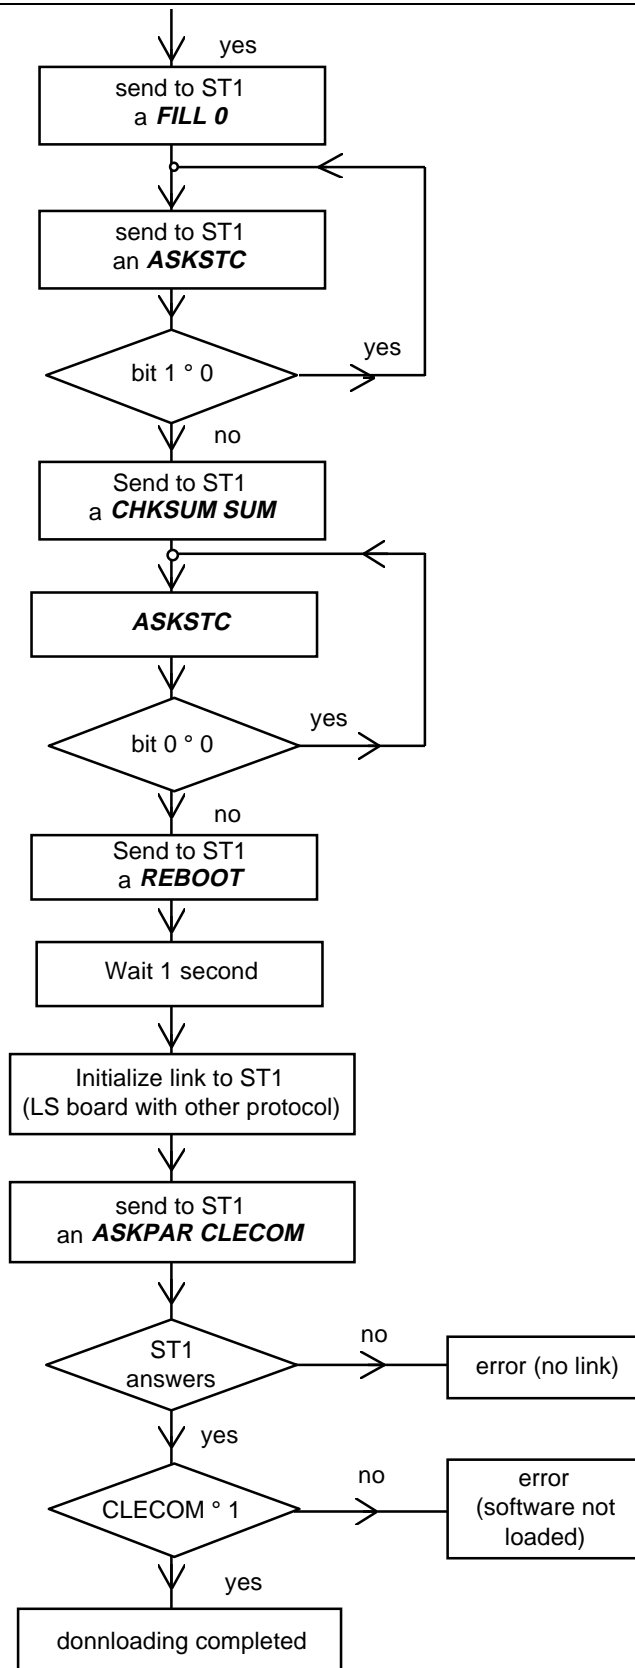 yes
send to ST1
a FILL 0
send to ST1
an ASKSTC
bit 1 ° 0
yes
no
Send to ST1
a CHKSUM SUM
ASKSTC
yes
bit 0 ° 0
no
Send to ST1
a REBOOT
Wait 1 second
Initialize link to ST1
(LS board with other protocol)
send to ST1
an ASKPAR CLECOM
no
ST1
answers
error (no link)
yes
no
error
(software not
loaded)
CLECOM ° 1
yes
donnloading completed